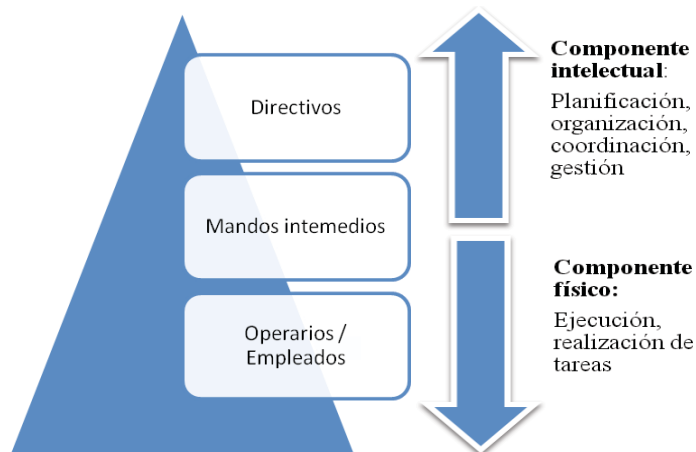 Directivos
Mandos intemedios
Operarios /
Empleados
Componente
intelectual:
Planificación,
organización,
coordinación,
gestión
Componente
físico:
Ejecución,
realización de
tareas